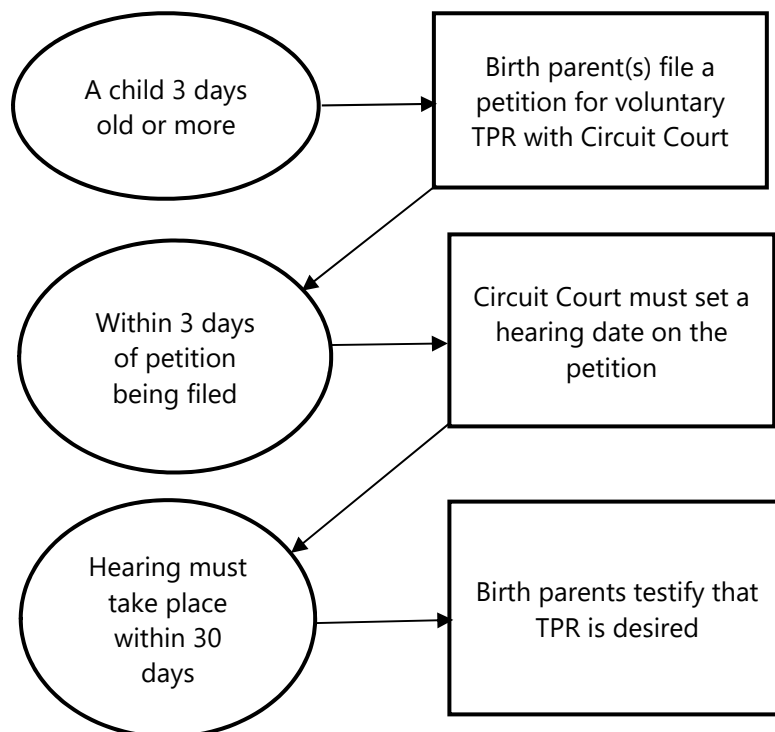 A child 3 days
old or more
Birth parent(s) file a
petition for voluntary
TPR with Circuit Court
Within 3 days
of petition
being filed
Circuit Court must set a
hearing date on the
petition
Hearing must
take place
within 30
days
Birth parents testify that
TPR is desired